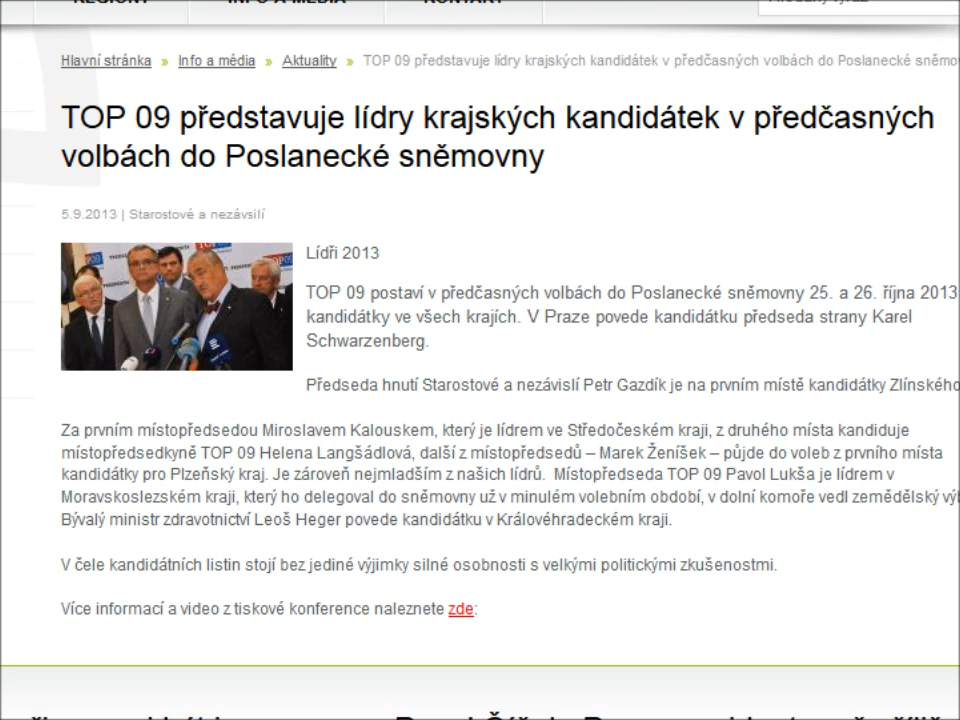 REGIONY INFO A MÉDIA KONTAKT
Hlavní stránka » Info a média » Aktuality » TOP 09 představuje lídry krajských kandidátek v předčasných volbách do Poslanecké sněmo
TOP 09 představuje lídry krajských kandidátek v předčasných
volbách do Poslanecké sněmovny
5.9.2013 | Starostové a nezávsilí
Lídři 2013
TOP 09 postaví v předčasných volbách do Poslanecké sněmovny 25. a 26. října 2013
kandidátky ve všech krajích. V Praze povede kandidátku předseda strany Karel
Schwarzenberg.
Předseda hnutí Starostové a nezávislí Petr Gazdík je na prvním místě kandidátky Zlínského
Za prvním místopředsedou Miroslavem Kalouskem, který je lídrem ve Středočeském kraji, z druhého místa kandiduje
místopředsedkyně TOP 09 Helena Langšádlová, další z místopředsedů – Marek Ženíšek – půjde do voleb z prvního místa
kandidátky pro Plzeňský kraj. Je zároveň nejmladším z našich lídrů. Místopředseda TOP 09 Pavol Lukša je lídrem v
Moravskoslezském kraji, který ho delegoval do sněmovny už v minulém volebním období, v dolní komoře vedl zemědělský
Bývalý ministr zdravotnictví Leoš Heger povede kandidátku v Královéhradeckém kraji.
V čele kandidátních listin stojí bez jediné výjimky silné osobnosti s velkými politickými zkušenostmi.
Více informací a video z tiskové konference naleznete zde: